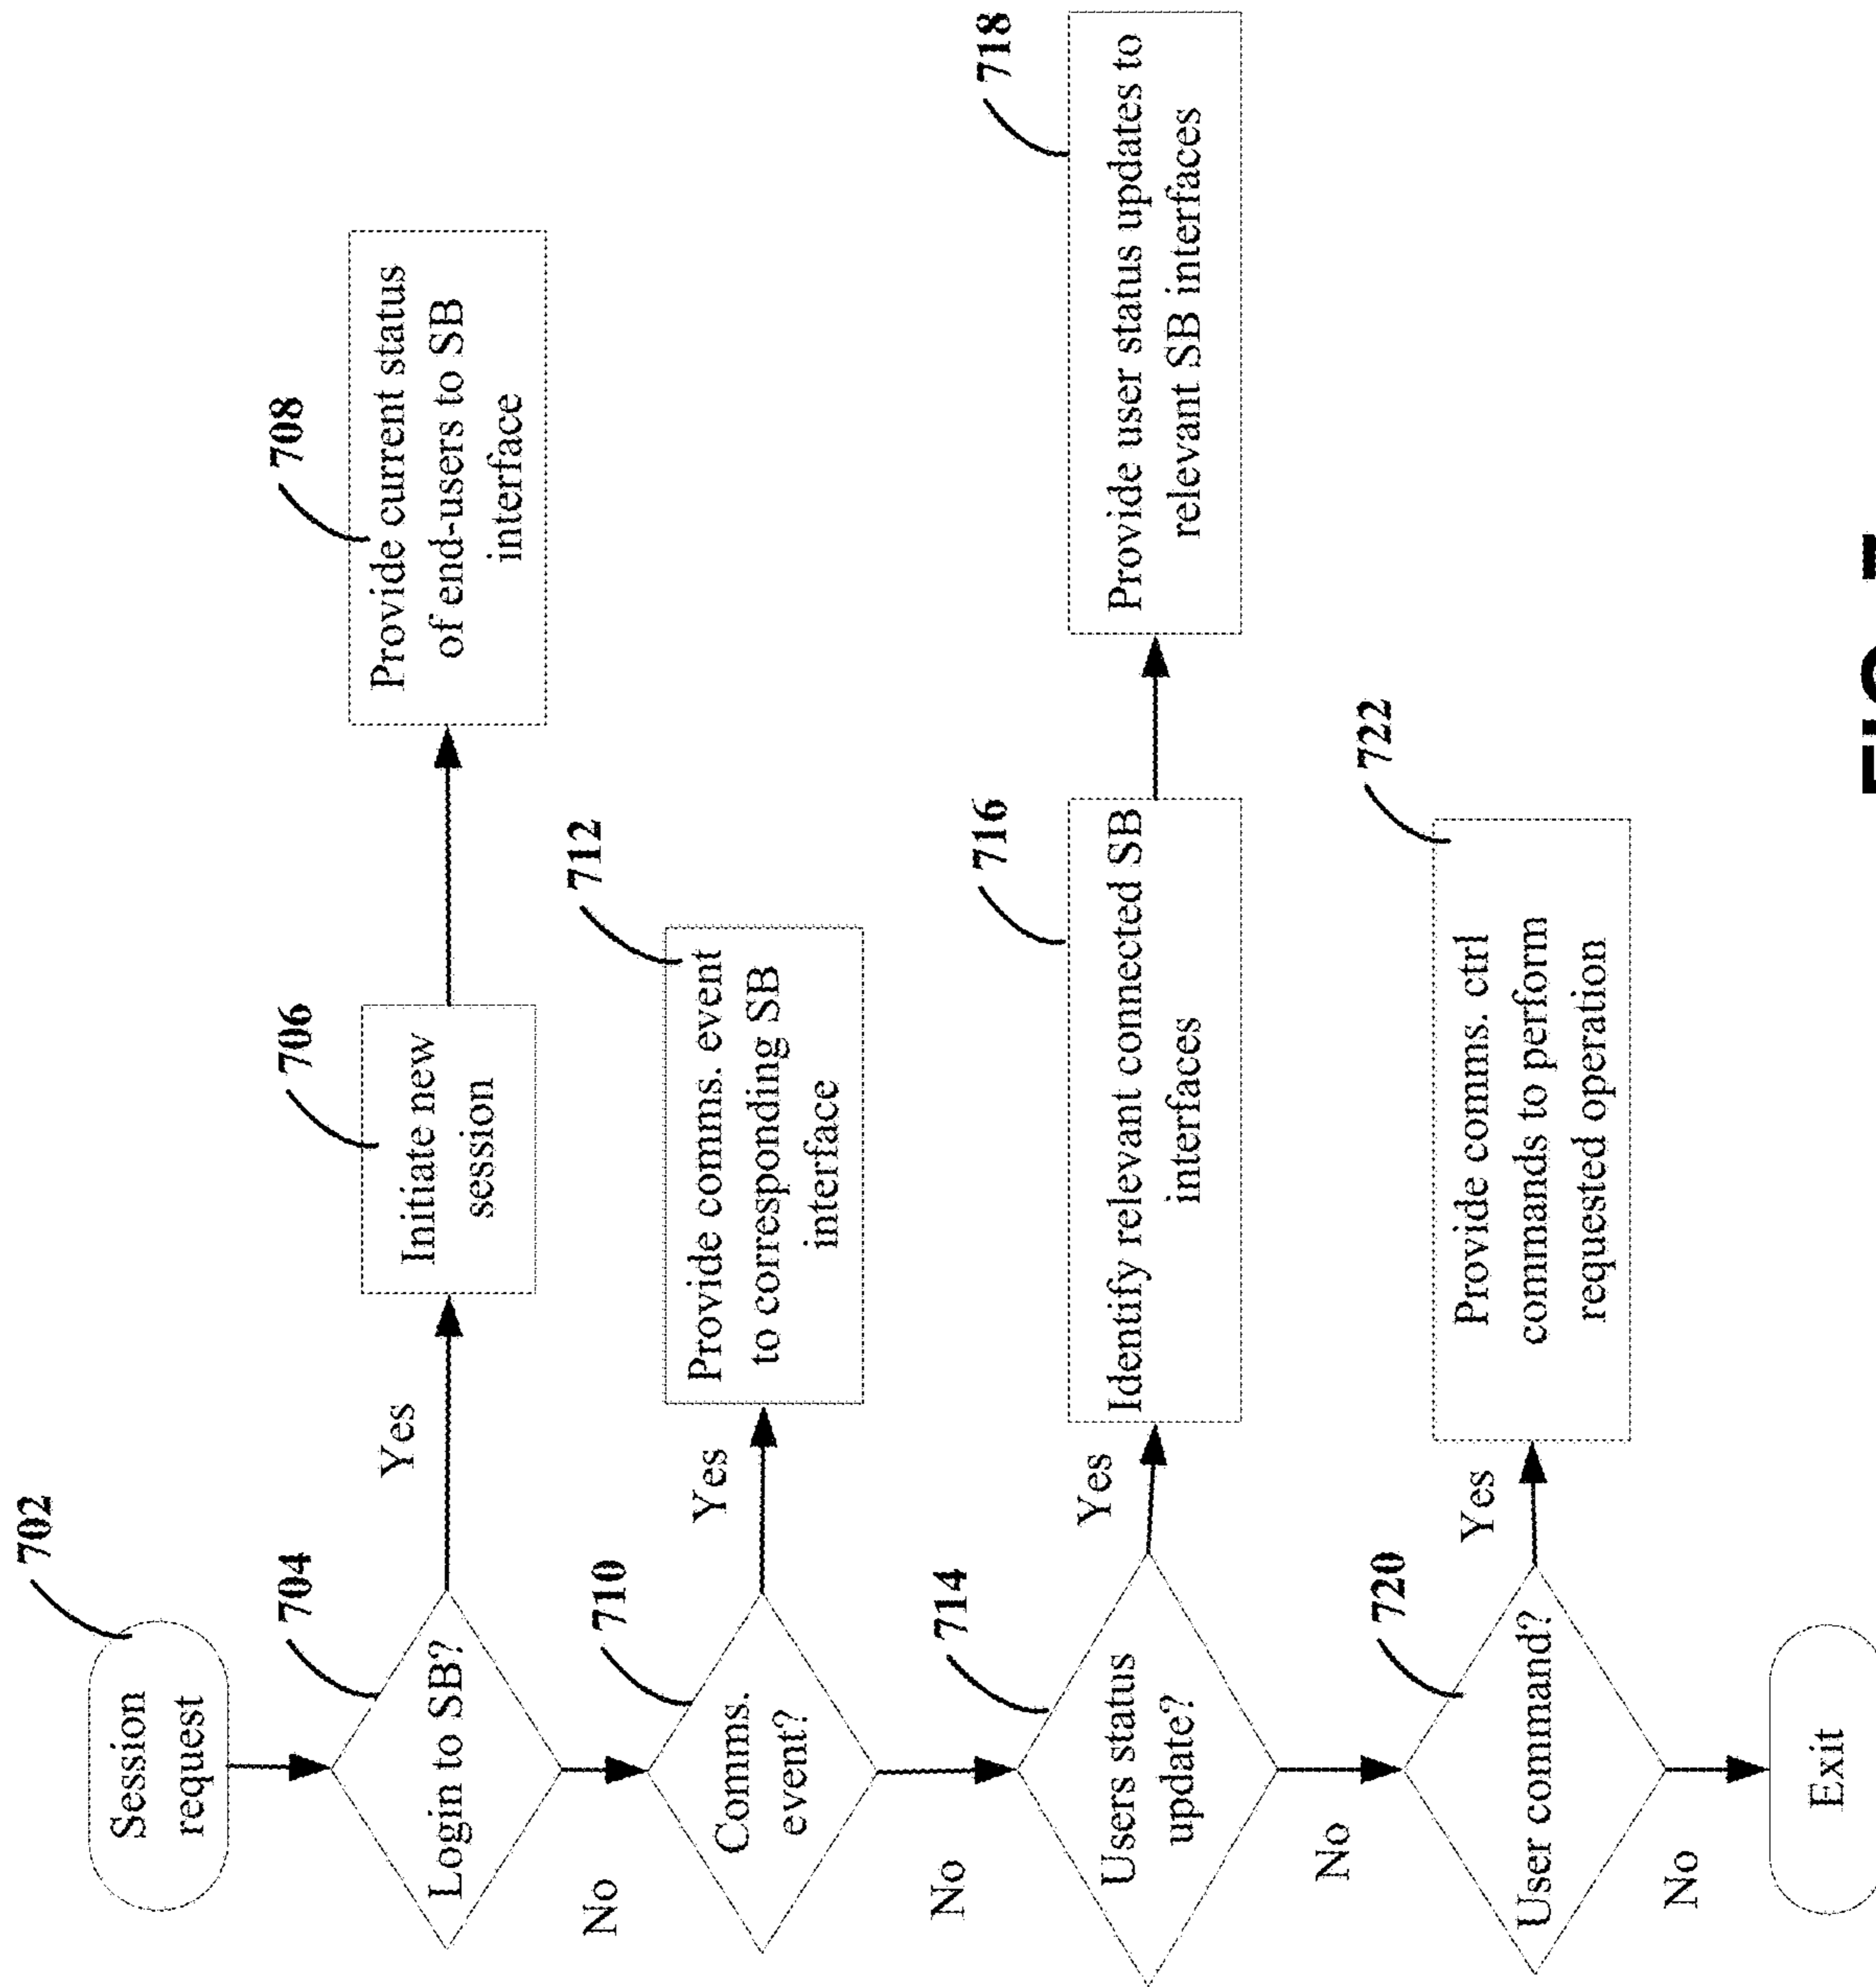 702
Session
request
704
Login to SB?
Yes
706
Initiate new
session
708
Provide current status
of end-users to SB
interface
No
710
Comms.
event?
Yes
712
Provide comms. event
to corresponding SB
interface
No
714
Users status
update?
Yes
716
Identify relevant connected SB
interfaces
718
Provide user status updates to
relevant SB interfaces
No
720
User command?
Yes
722
Provide comms. ctrl
commands to perform
requested operation
No
Exit